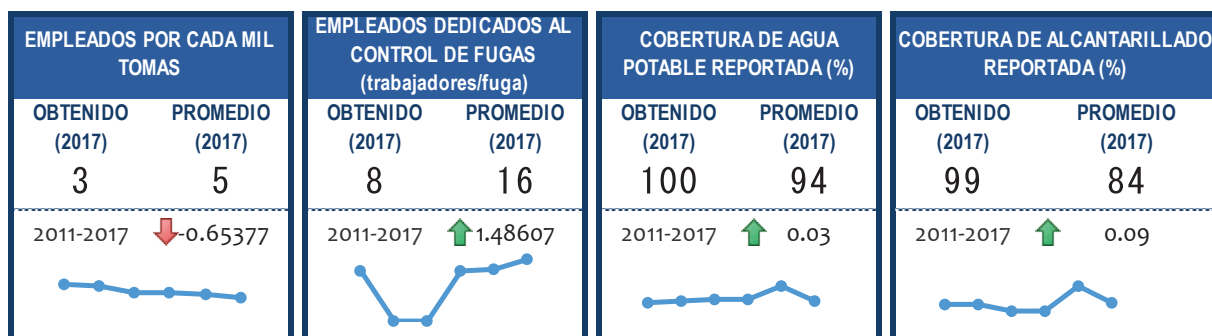 EMPLEADOS POR CADA MIL
TOMAS
OBTENIDO PROMEDIO
(2017) (2017)
3 5
2011-2017 -0.65377
EMPLEADOS DEDICADOS AL
CONTROL DE FUGAS
(trabajadores/fuga)
OBTENIDO PROMEDIO
(2017) (2017)
8 16
2011-2017 1.48607
COBERTURA DE AGUA
POTABLE REPORTADA (%)
OBTENIDO PROMEDIO
(2017) (2017)
100 94
2011-2017 0.03
COBERTURA DE ALCANTARILLADO
REPORTADA (%)
OBTENIDO PROMEDIO
(2017) (2017)
99 84
2011-2017 0.09